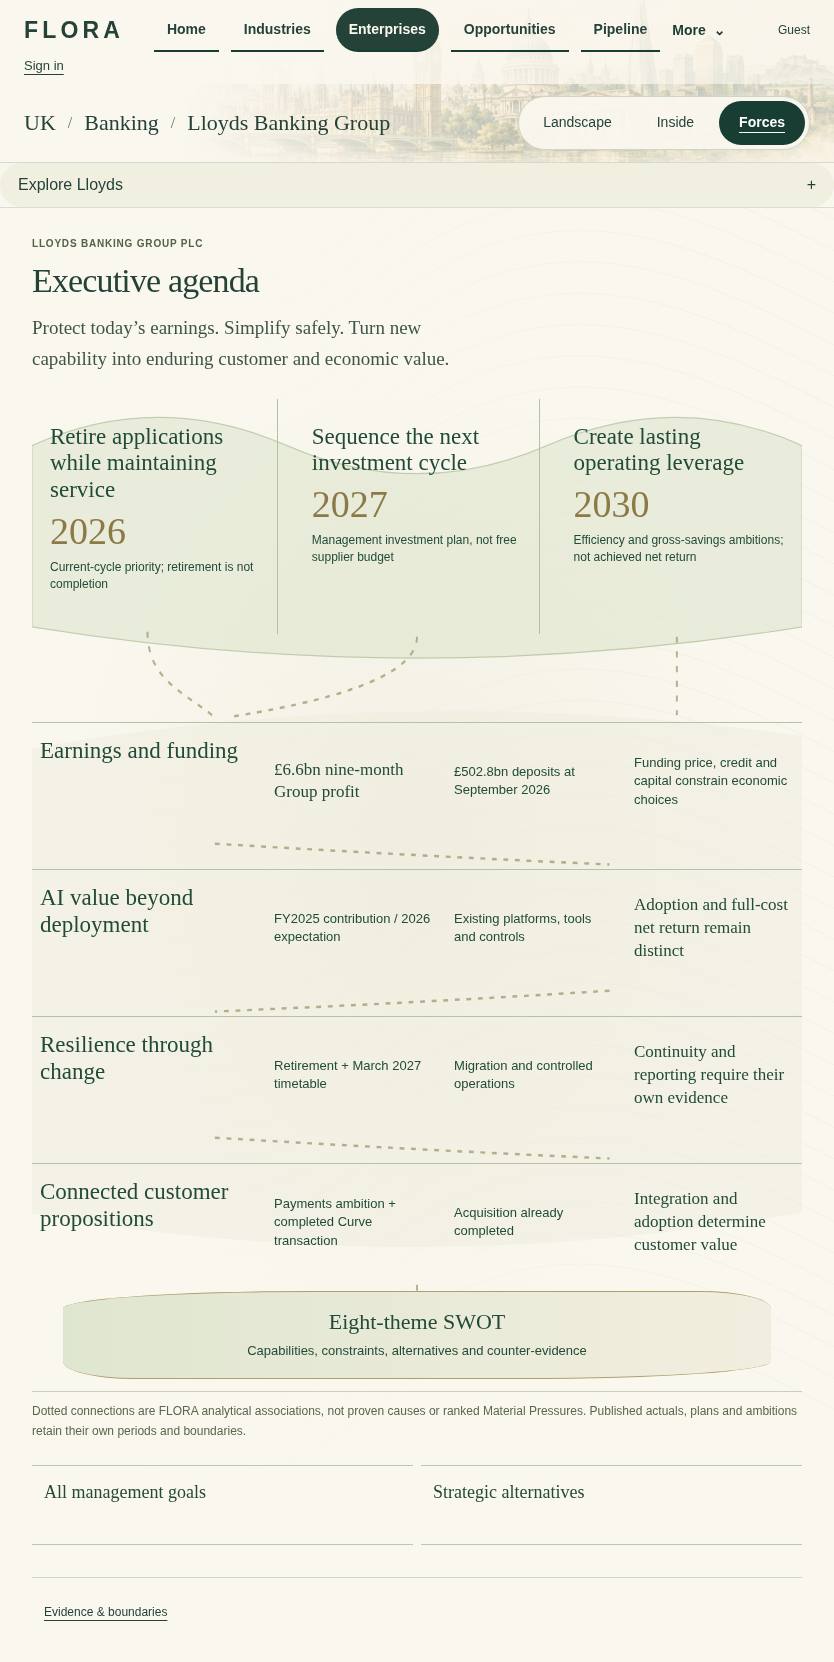 FLORA
Home
Industries
Enterprises
Opportunities
Pipeline
More
Guest
Sign in
UK / Banking / Lloyds Banking Group
Landscape
Inside
Forces
Explore Lloyds
+
LLOYDS BANKING GROUP PLC
Executive agenda
Protect today’s earnings. Simplify safely. Turn new
capability into enduring customer and economic value.
Retire applications
while maintaining
service
2026
Current-cycle priority; retirement is not
completion
Sequence the next
investment cycle
2027
Management investment plan, not free
supplier budget
Create lasting
operating leverage
2030
Efficiency and gross-savings ambitions;
not achieved net return
Earnings and funding
£6.6bn nine-month
Group profit
£502.8bn deposits at
September 2026
Funding price, credit and
capital constrain economic
choices
AI value beyond
deployment
FY2025 contribution / 2026
expectation
Existing platforms, tools
and controls
Adoption and full-cost
net return remain
distinct
Resilience through
change
Retirement + March 2027
timetable
Migration and controlled
operations
Continuity and
reporting require their
own evidence
Connected customer
propositions
Payments ambition +
completed Curve
transaction
Acquisition already
completed
Integration and
adoption determine
customer value
Eight-theme SWOT
Capabilities, constraints, alternatives and counter-evidence
Dotted connections are FLORA analytical associations, not proven causes or ranked Material Pressures. Published actuals, plans and ambitions
retain their own periods and boundaries.
All management goals
Strategic alternatives
Evidence & boundaries